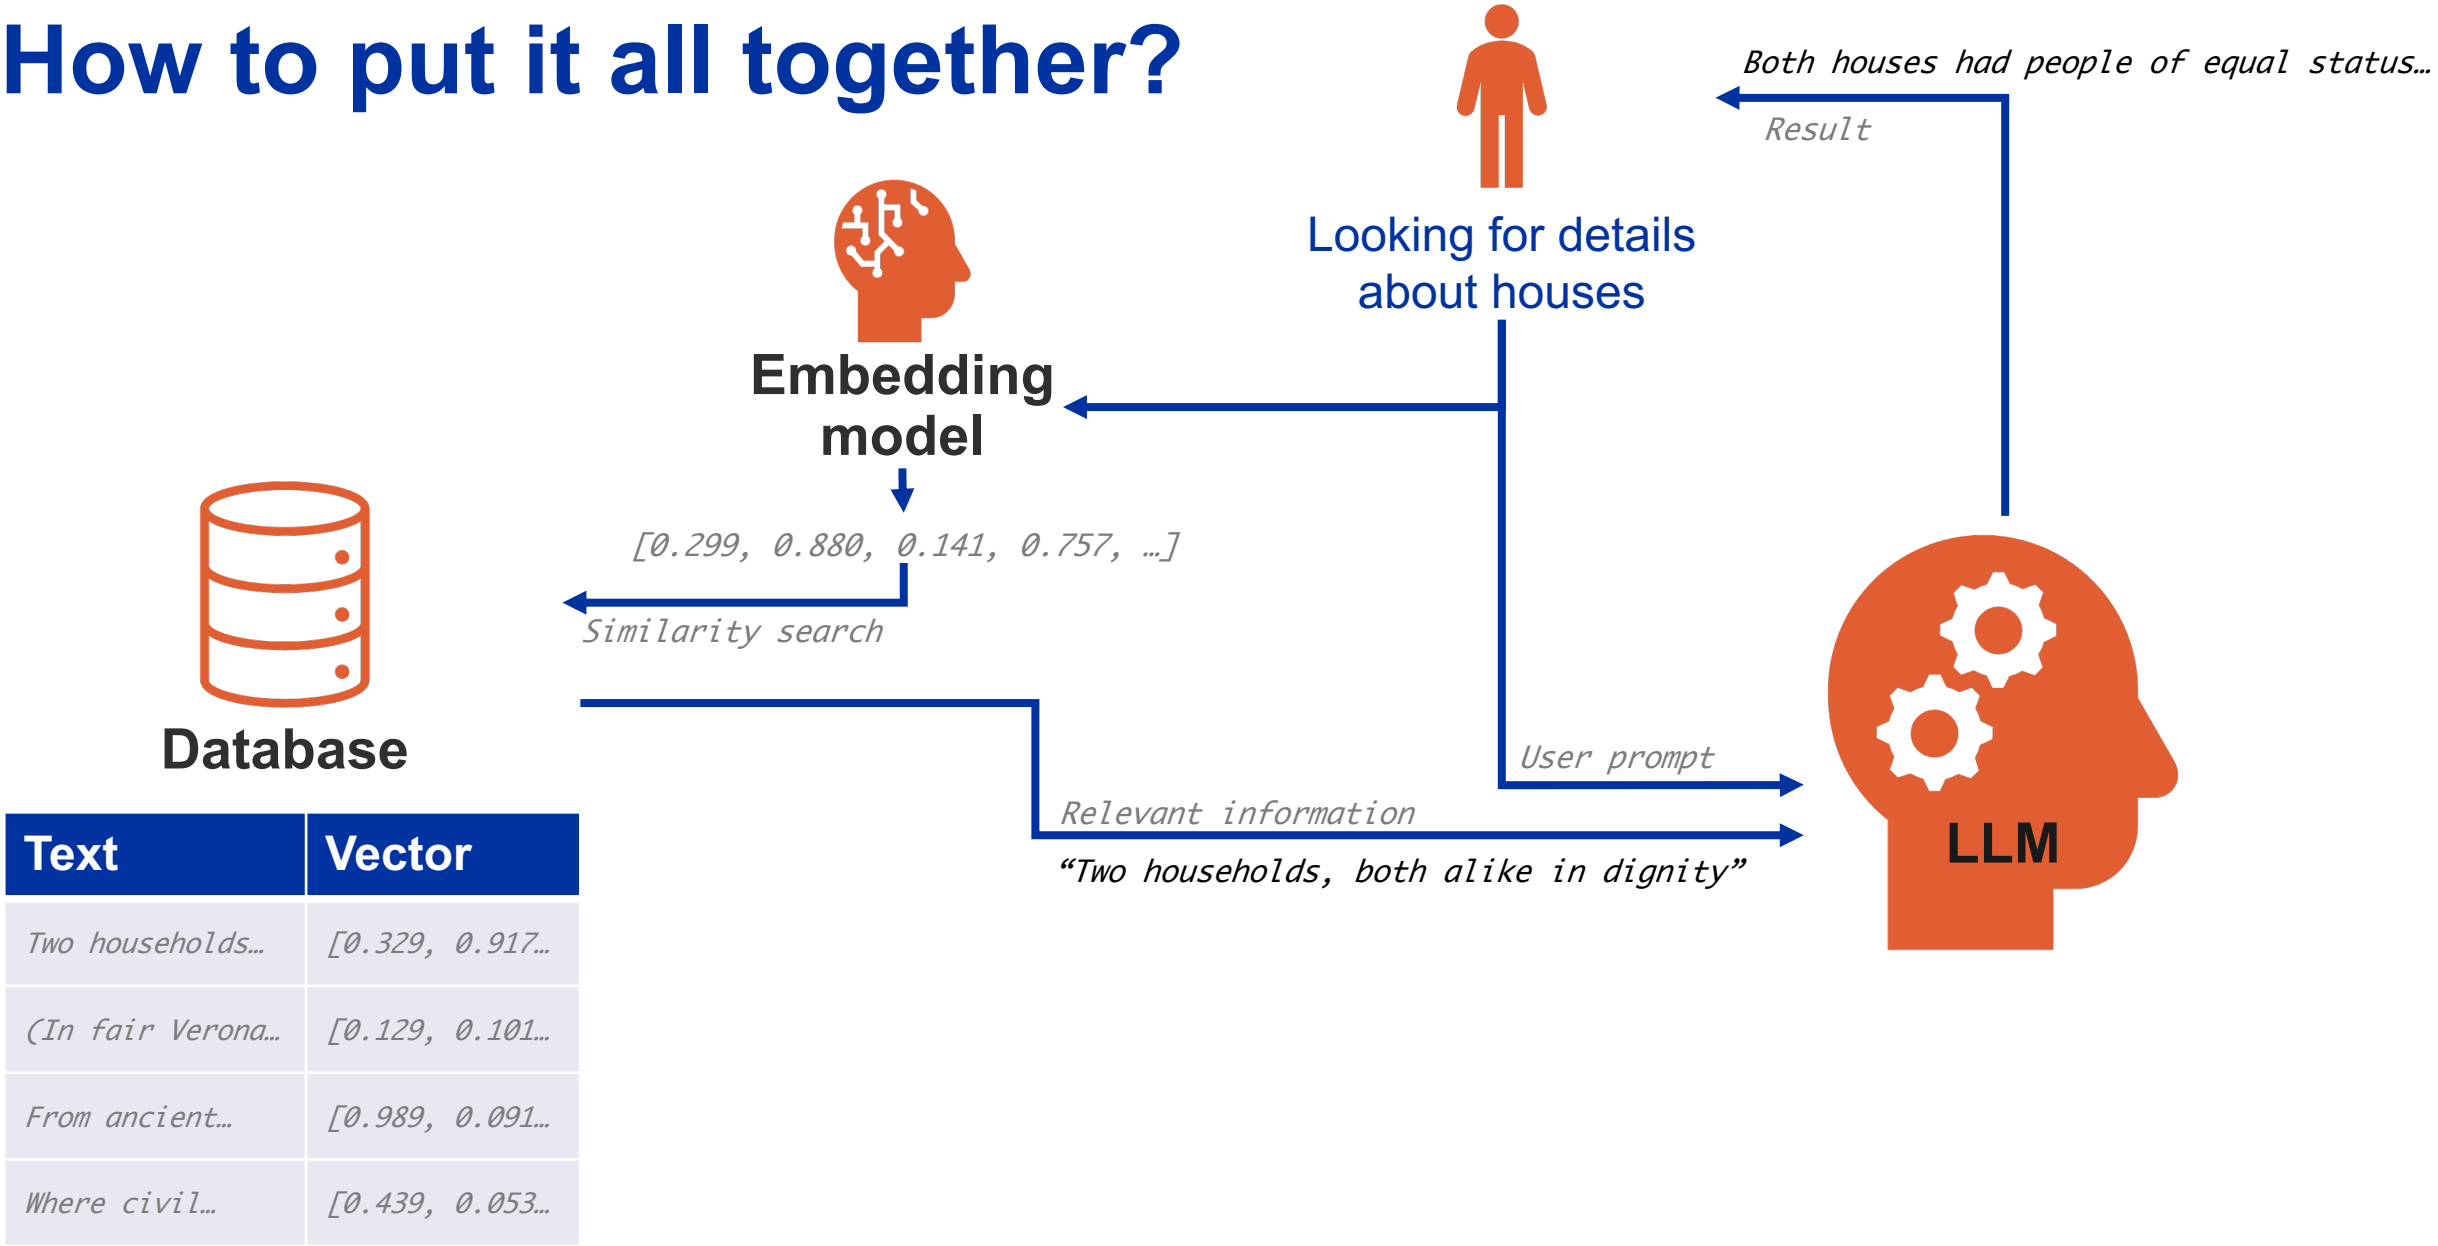 How to put it all together?
Both houses had people of equal status…
Result
Looking for details
about houses
Embedding
model
[0.299, 0.880, 0.141, 0.757, …]
Similarity search
Database
User prompt
Relevant information
“Two households, both alike in dignity”
LLM
Text Vector
Two households… [0.329, 0.917…
(In fair Verona… [0.129, 0.101…
From ancient… [0.989, 0.091…
Where civil… [0.439, 0.053…